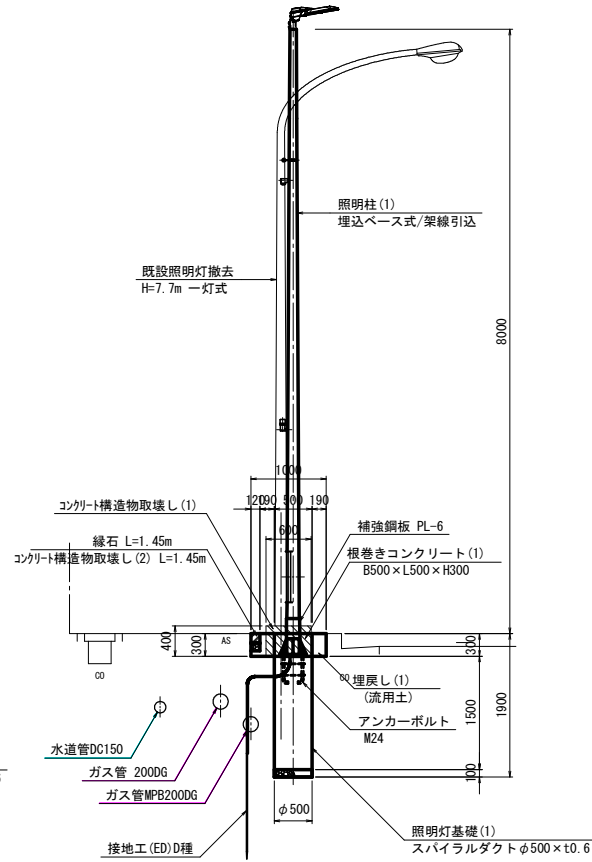 照明柱(1)
埋込ベース式/架線引込
既設照明灯撤去
H=7.7m 一灯式
8000
1000
120
190
500
190
コンクリート構造物取壊し(1)
600
補強鋼板 PL-6
縁石 L=1.45m
コンクリート構造物取壊し(2) L=1.45m
根巻きコンクリート(1)
B500×L500×H300
400
300
AS
300
CO
CO
埋戻し(1)
(流用土)
1500
1900
アンカーボルト
M24
水道管DC150
ガス管 200DG
ガス管MPB200DG
100
φ500
照明灯基礎(1)
スパイラルダクトφ500×t0.6
接地工(ED)D種